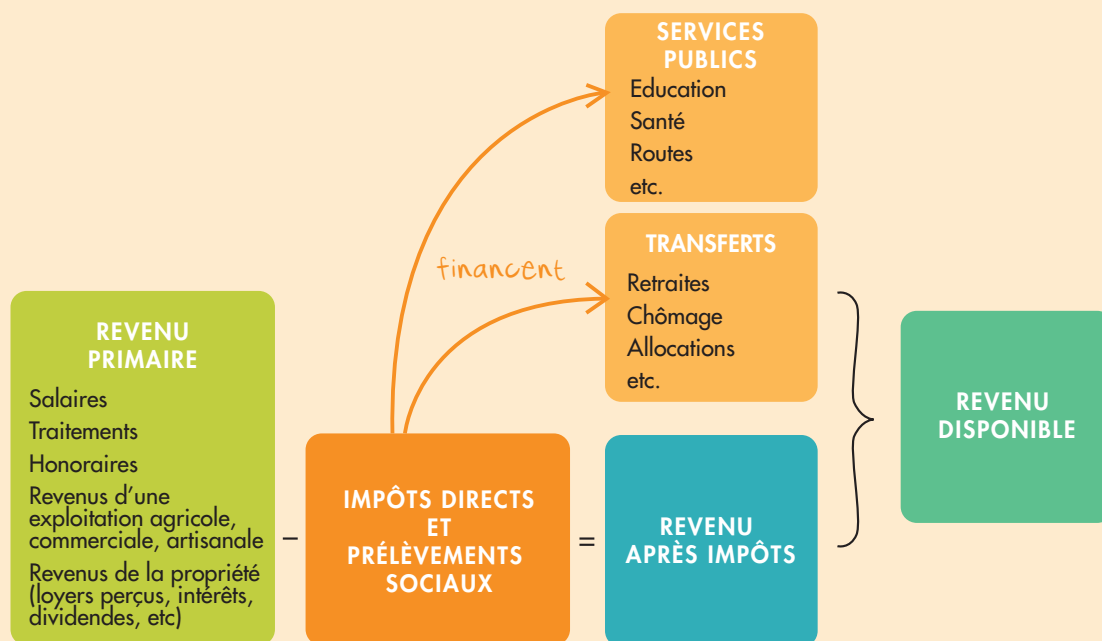 SERVICES
PUBLICS
Education
Santé
Routes
etc.
financent
TRANSFERTS
Retraites
Chômage
Allocations
etc.
REVENU
PRIMAIRE
Salaires
Traitements
Honoraires
Revenus d’une
exploitation agricole,
commerciale, artisanale
Revenus de la propriété
(loyers perçus, intérêts,
dividendes, etc)
–
IMPÔTS DIRECTS
ET
PRÉLÈVEMENTS
SOCIAUX
=
REVENU
APRÈS IMPÔTS
REVENU
DISPONIBLE